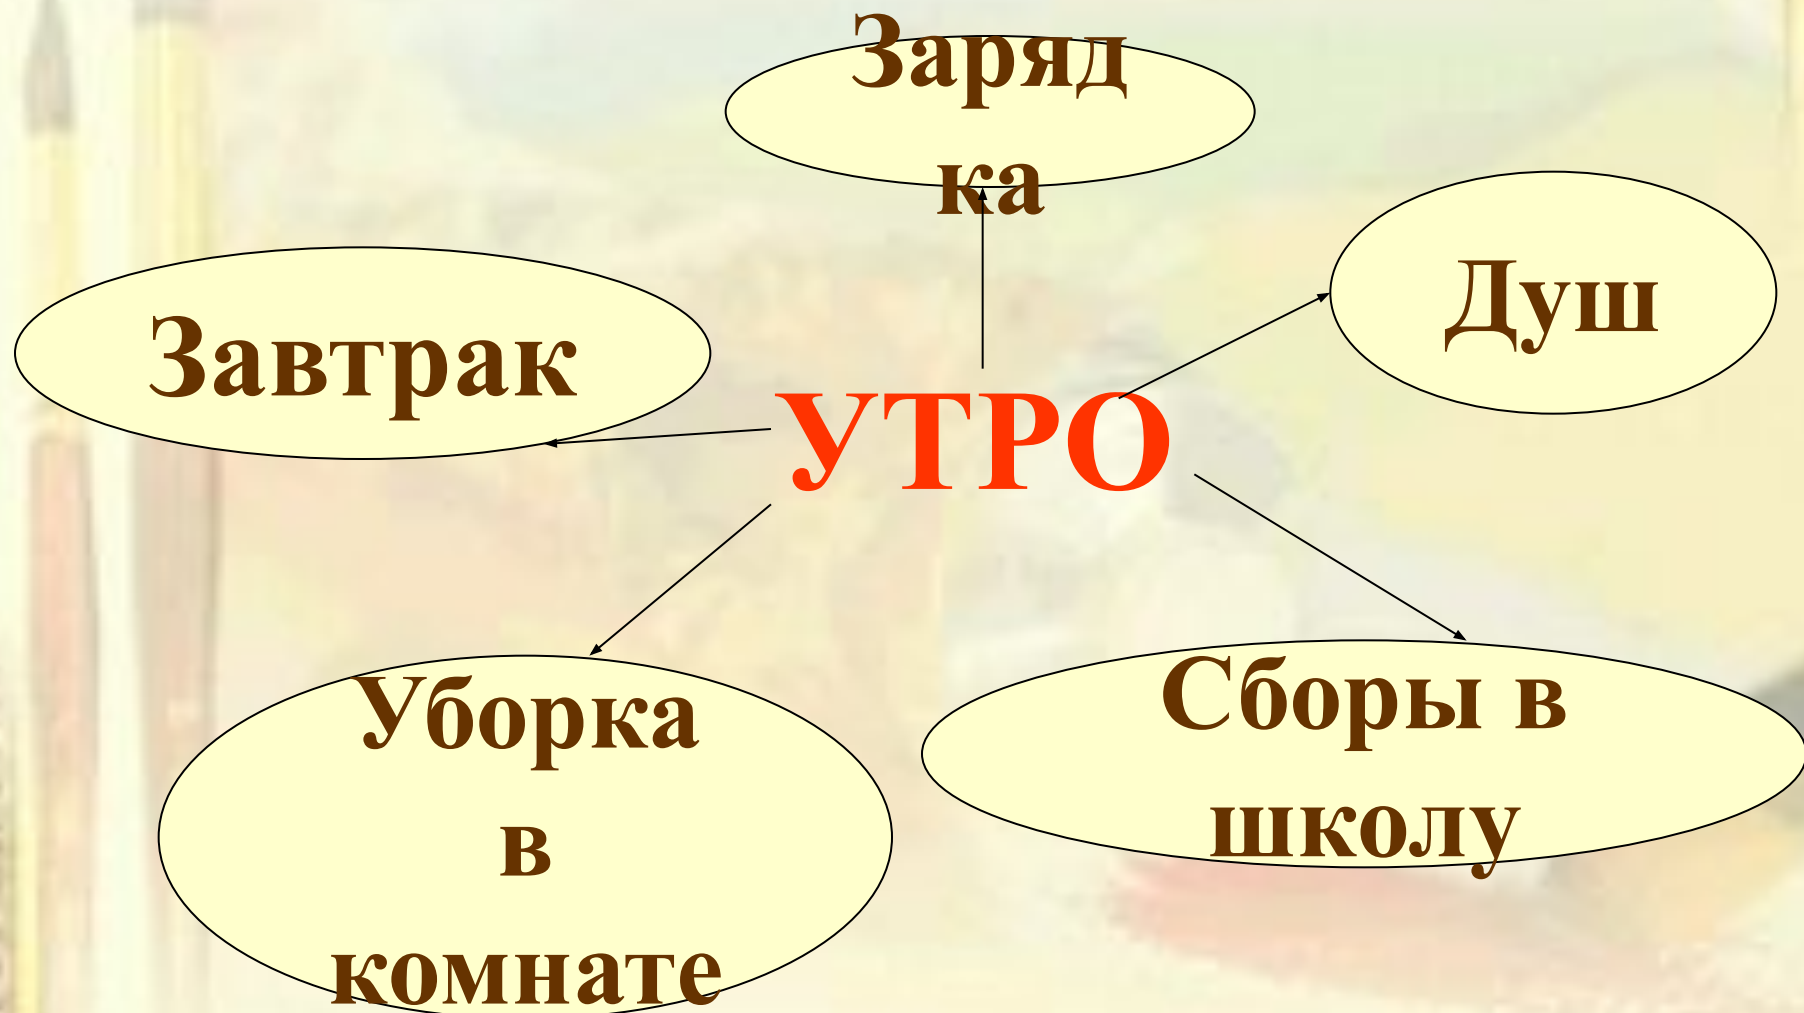 Заряд
ка
Душ
Завтрак
УТРО
Уборка
в
комнате
Сборы в
школу